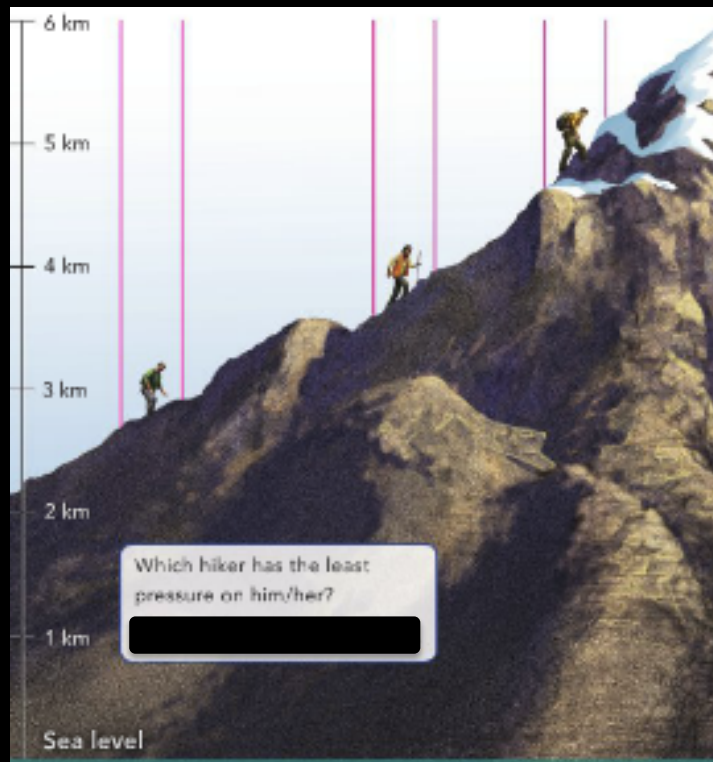 6 km
5 km
4 km
3 km
2 km
Which hiker has the least
pressure on him/her?
1 km
Sea level